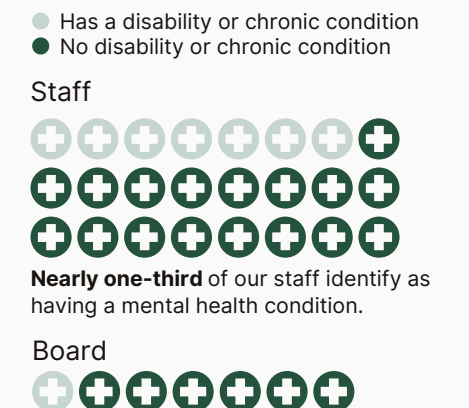 Has a disability or chronic condition
No disability or chronic condition
Staff
Nearly one-third of our staff identify as
having a mental health condition.
Board